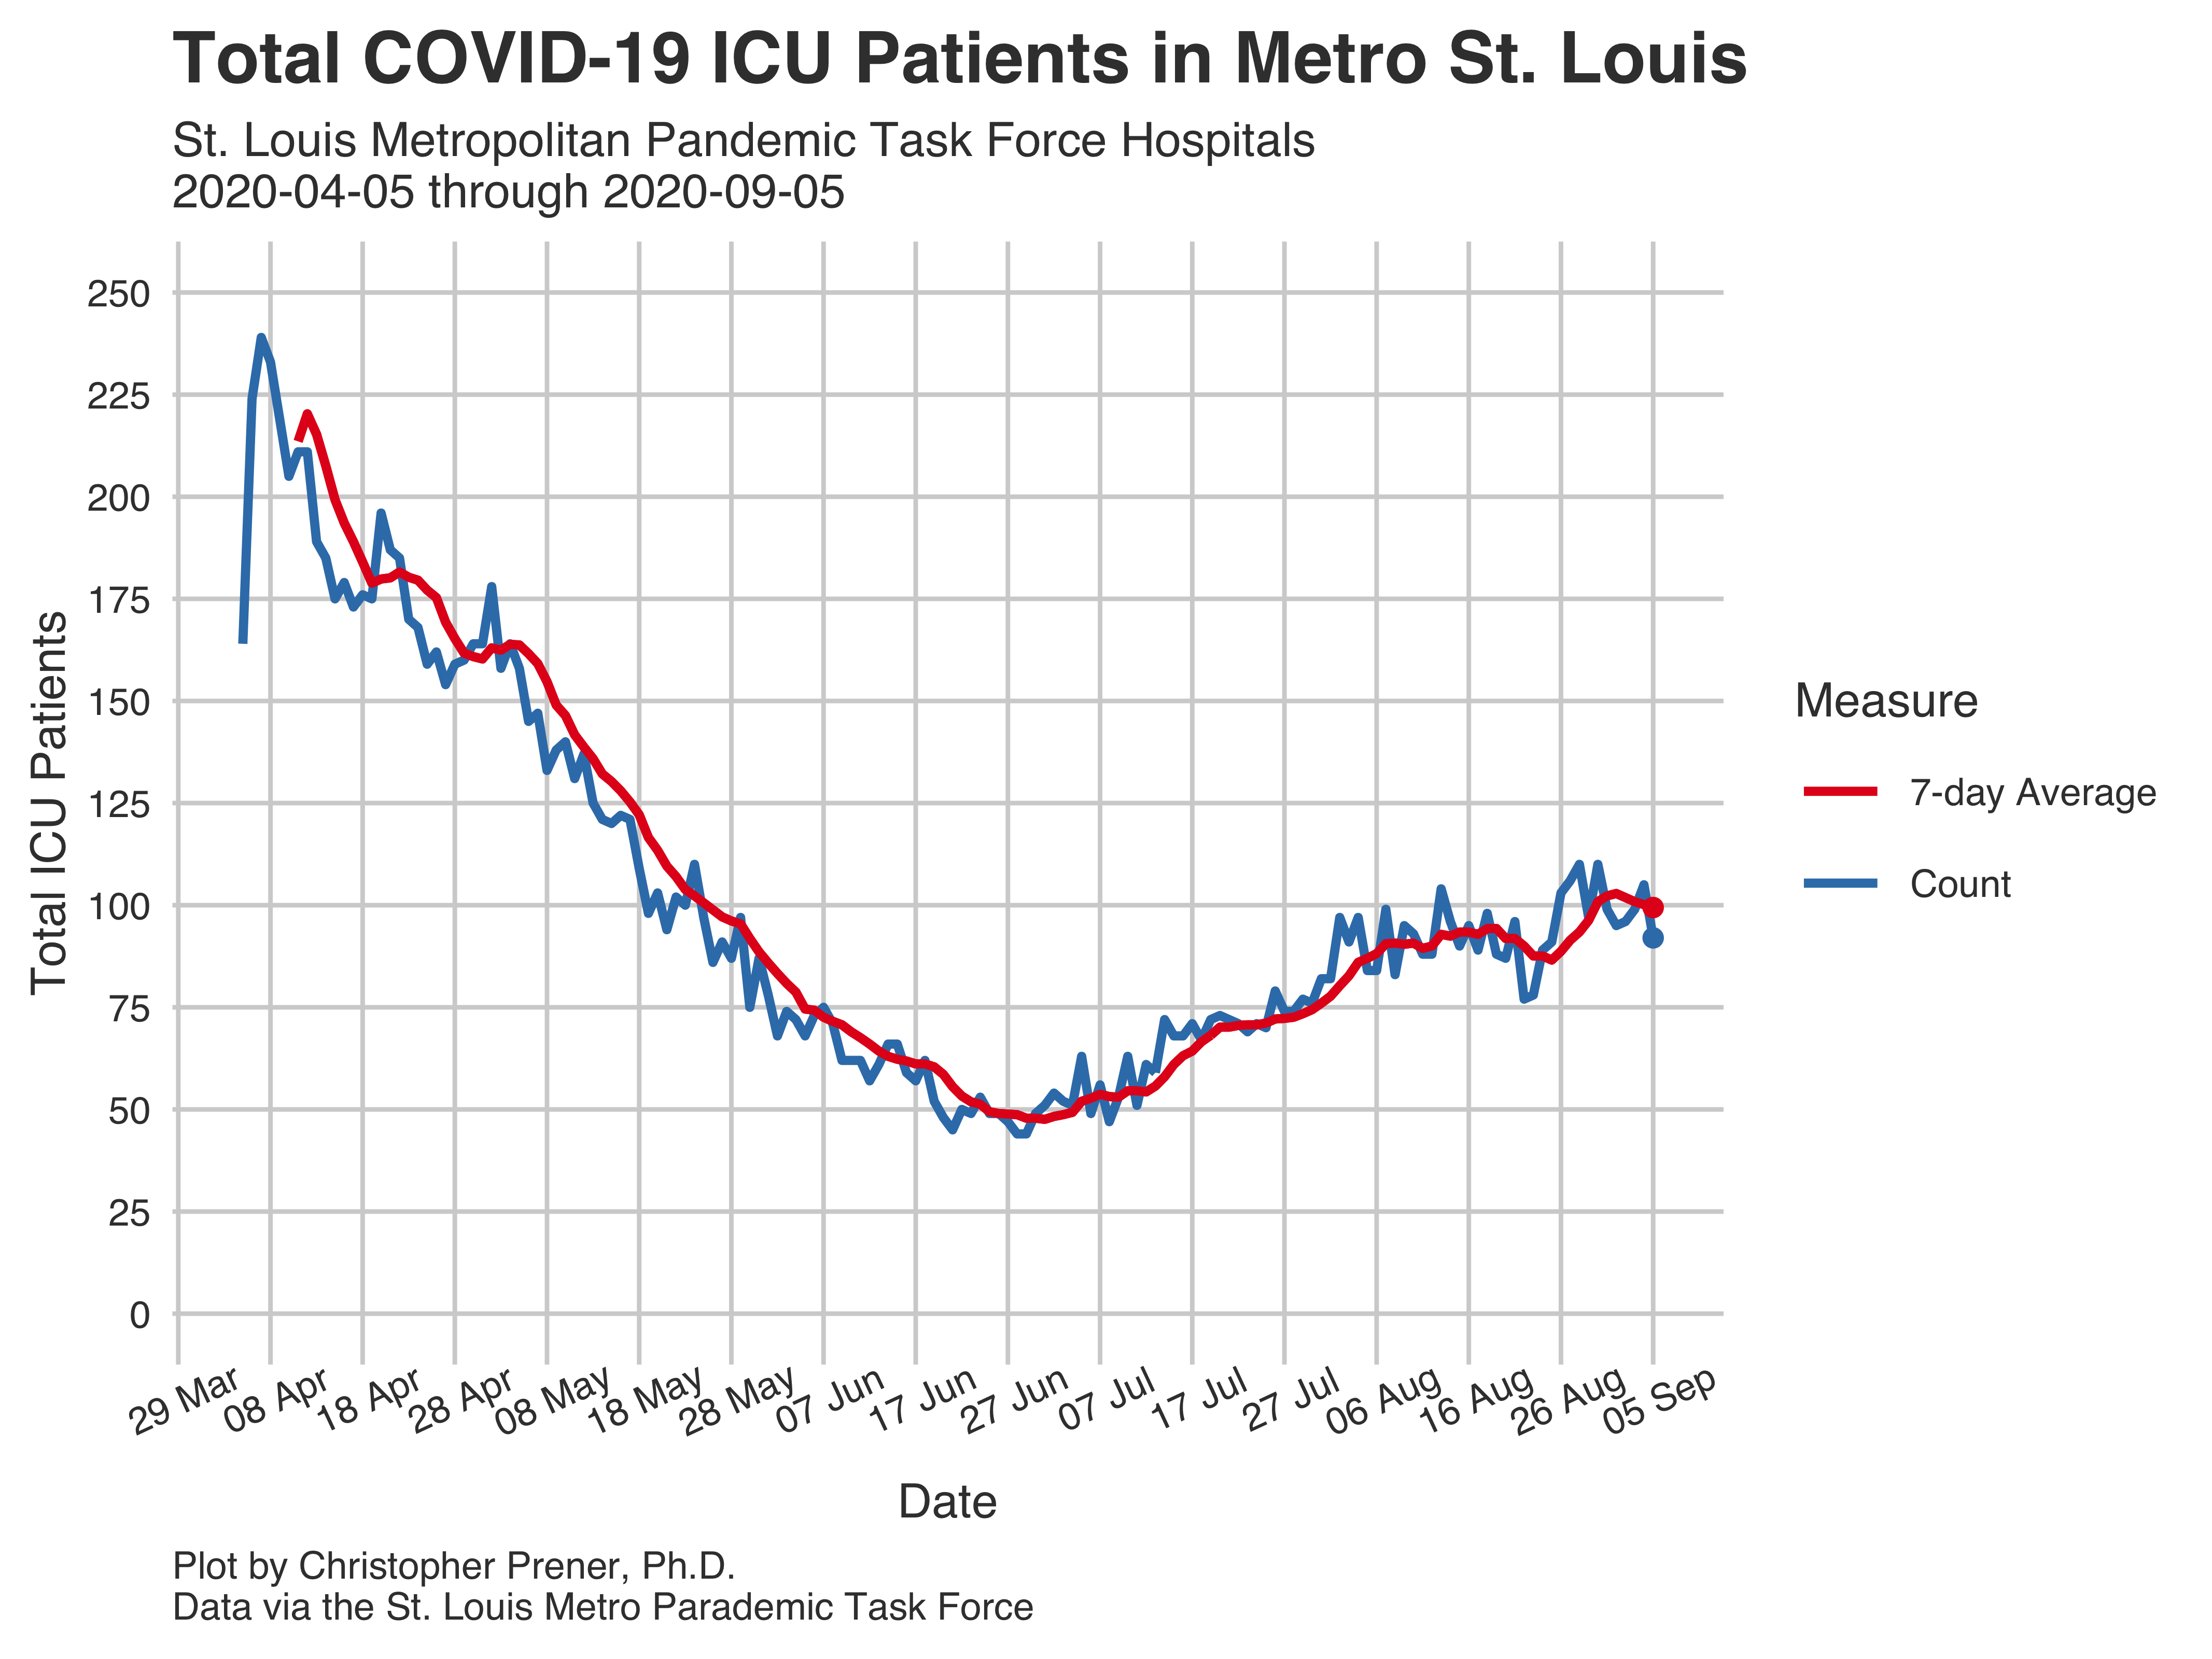 Total COVID-19 ICU Patients in Metro St. Louis
St. Louis Metropolitan Pandemic Task Force Hospitals
2020-04-05 through 2020-09-05
Total ICU Patients
250
225
200
175
150
125
100
75
50
25
0
29 Mar
08 Apr
18 Apr
28 Apr
08 May
18 May
28 May
07 Jun
17 Jun
27 Jun
07 Jul
17 Jul
27 Jul
06 Aug
16 Aug
26 Aug
05 Sep
Date
Measure
7-day Average
Count
Plot by Christopher Prener, Ph.D.
Data via the St. Louis Metro Parademic Task Force